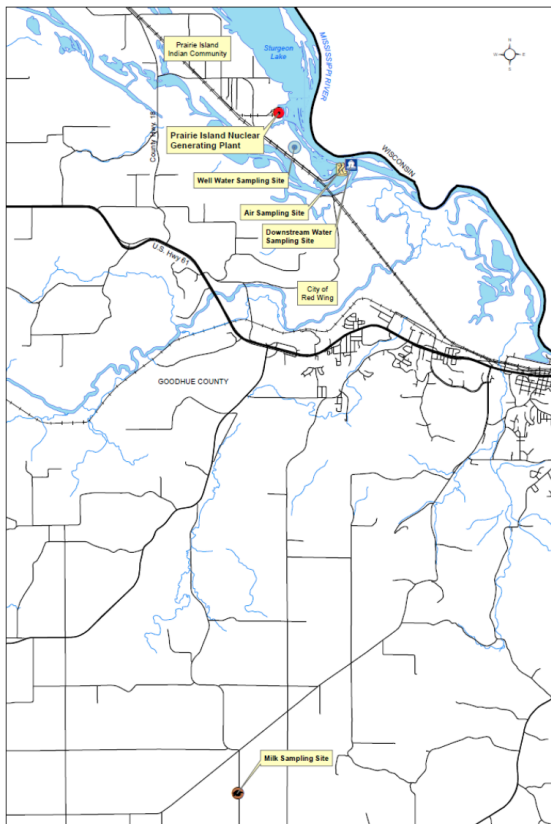 Prairie Island
Indian Community
Sturgeon
Lake
MISSISSIPPI RIVER
N
W
E
S
County Hwy. 18
Prairie Island Nuclear
Generating Plant
WISCONSIN
Well Water Sampling Site
Air Sampling Site
Downstream Water
Sampling Site
U.S. Hwy 61
City of
Red Wing
GOODHUE COUNTY
Milk Sampling Site